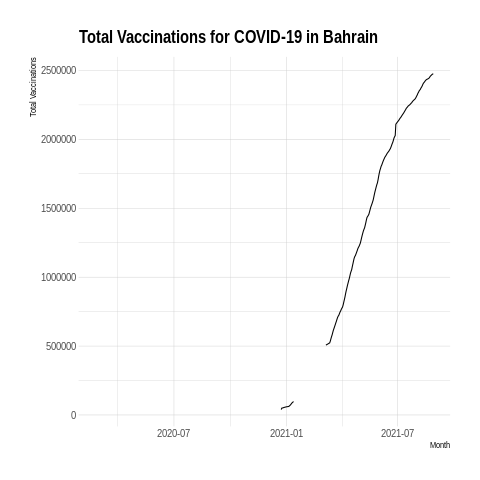 Total Vaccinations for COVID-19 in Bahrain
Total Vaccinations
2500000
2000000
1500000
1000000
500000
0
2020-07 2021-01 2021-07
Month